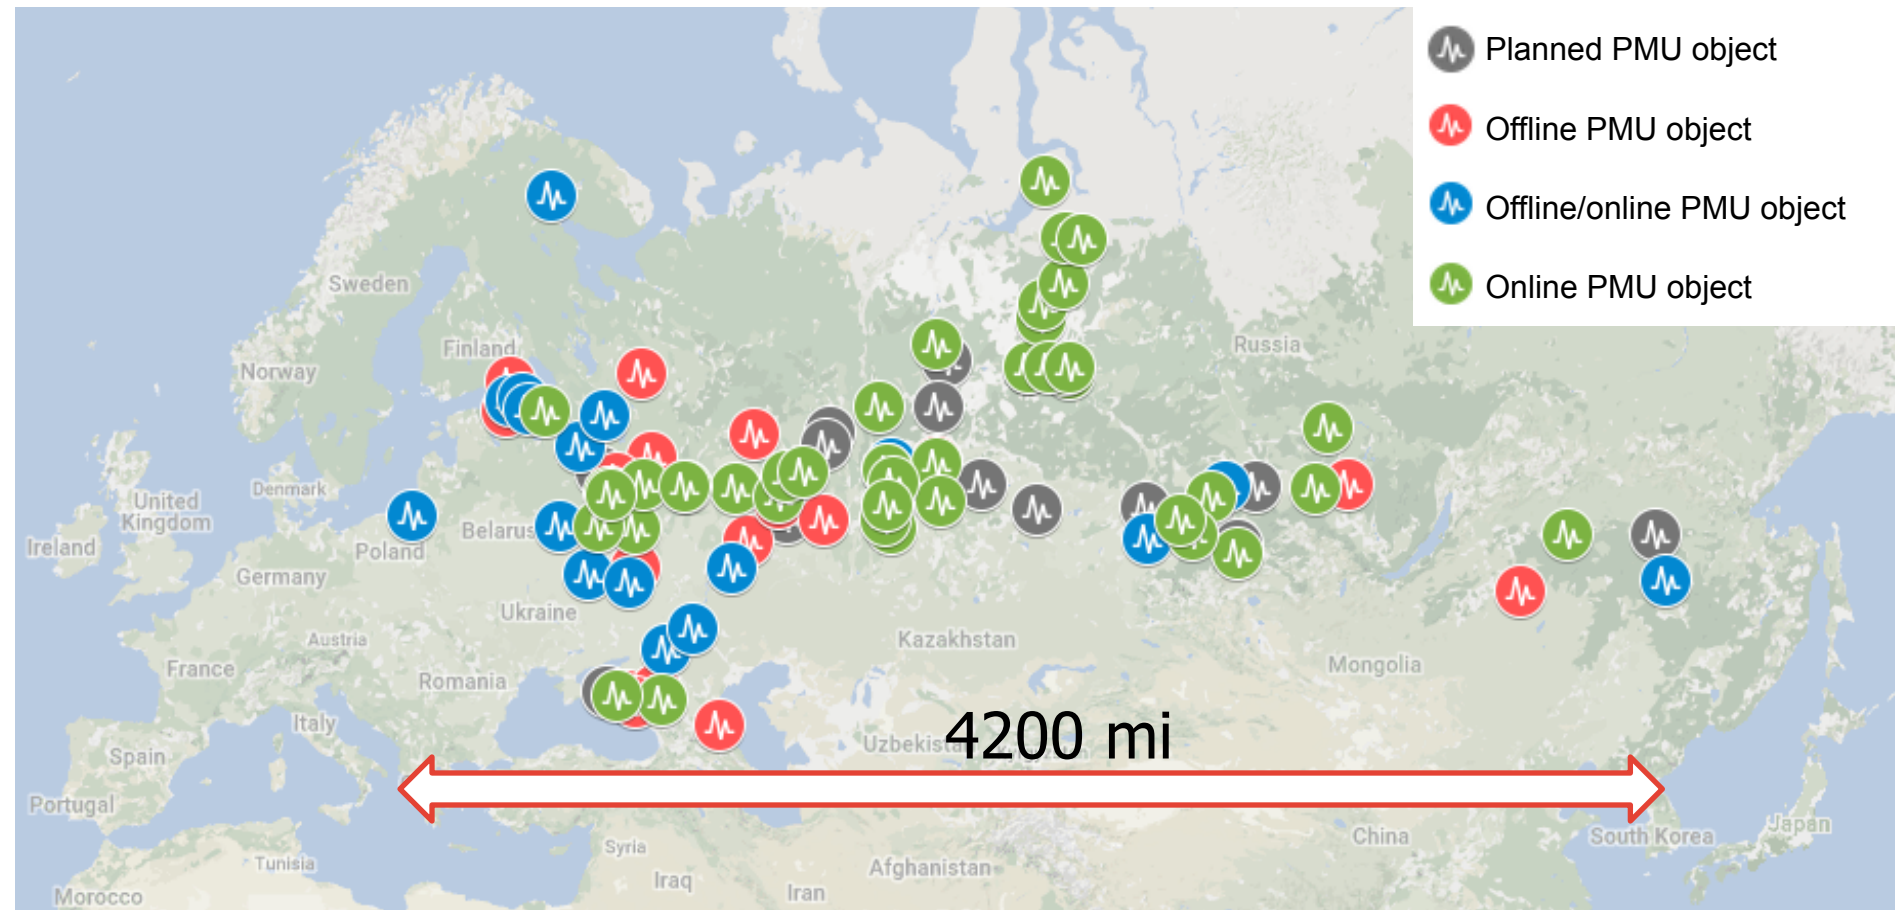 Planned PMU object
Offline PMU object
Offline/online PMU object
Online PMU object
Sweden
Finland
Norway
Russia
United
Kingdom
Denmark
Ireland
Belarus
Poland
Germany
Ukraine
Austria
Kazakhstan
France
Mongolia
Romania
Italy
4200 mi
Spain
Portugal
Japan
China
South Korea
Syria
Tunisia
Afghanistan
Iraq
Iran
Morocco